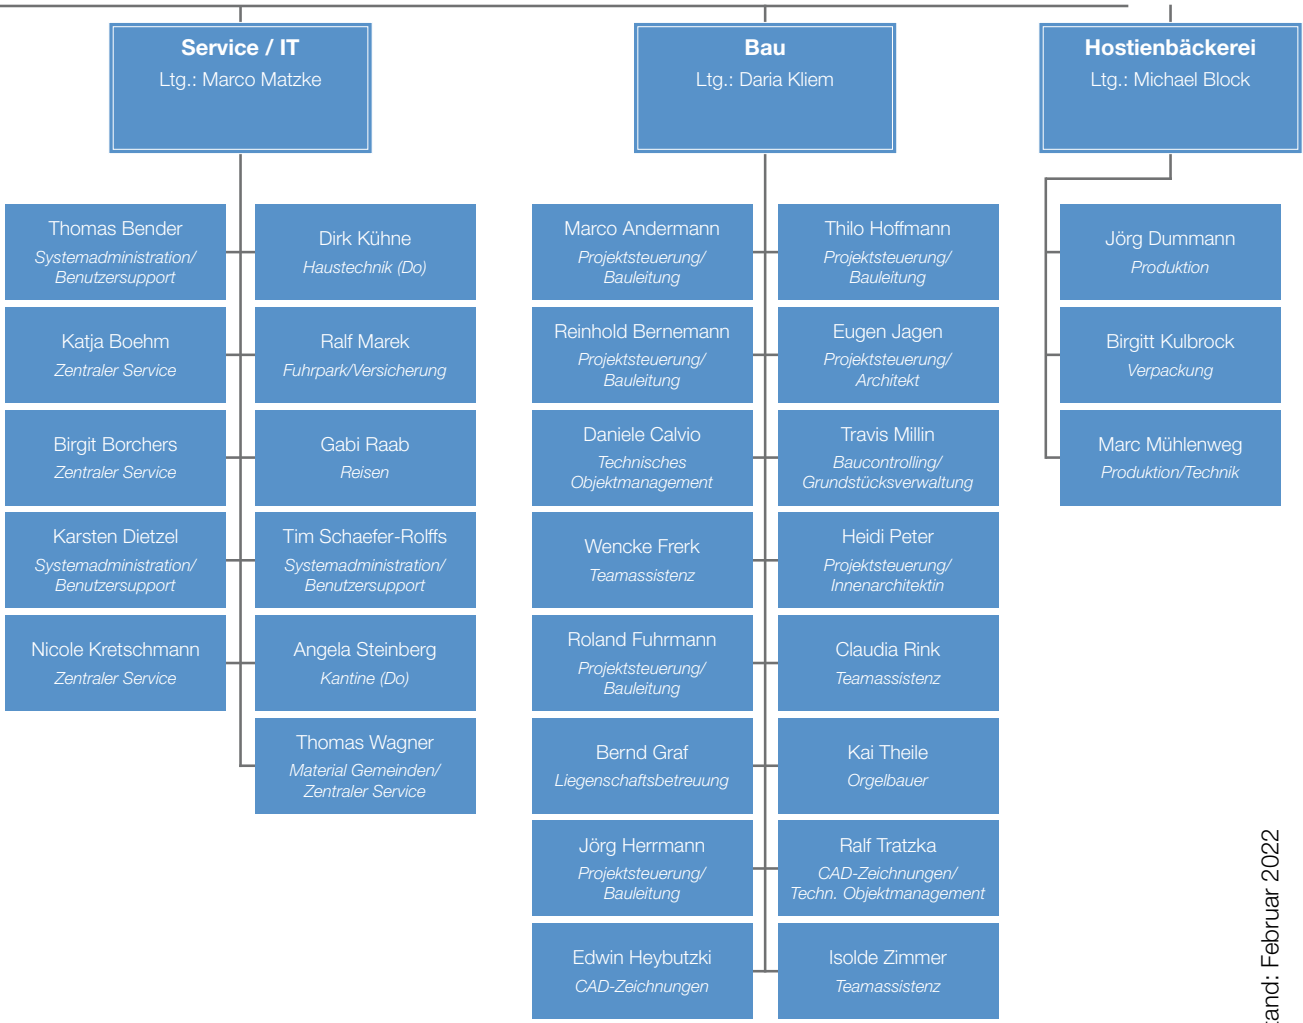 Service / IT
Ltg.: Marco Matzke
Thomas Bender
Systemadministration/
Benutzersupport
Dirk Kühne
Haustechnik (Do)
Katja Boehm
Zentraler Service
Ralf Marek
Fuhrpark/Versicherung
Birgit Borchers
Zentraler Service
Gabi Raab
Reisen
Karsten Dietzel
Systemadministration/
Benutzersupport
Tim Schaefer-Rolffs
Systemadministration/
Benutzersupport
Nicole Kretschmann
Zentraler Service
Angela Steinberg
Kantine (Do)
Thomas Wagner
Material Gemeinden/
Zentraler Service
Bau
Ltg.: Daria Kliem
Marco Andermann
Projektsteuerung/
Bauleitung
Thilo Hoffmann
Projektsteuerung/
Bauleitung
Reinhold Bernemann
Projektsteuerung/
Bauleitung
Eugen Jagen
Projektsteuerung/
Architekt
Daniele Calvio
Technisches
Objektmanagement
Travis Millin
Baucontrolling/
Grundstücksverwaltung
Wencke Frerk
Teamassistenz
Heidi Peter
Projektsteuerung/
Innenarchitektin
Roland Fuhrmann
Projektsteuerung/
Bauleitung
Claudia Rink
Teamassistenz
Bernd Graf
Liegenschaftsbetreuung
Kai Theile
Orgelbauer
Jörg Herrmann
Projektsteuerung/
Bauleitung
Ralf Tratzka
CAD-Zeichnungen/
Techn. Objektmanagement
Edwin Heybutzki
CAD-Zeichnungen
Isolde Zimmer
Teamassistenz
Hostienbäckerei
Ltg.: Michael Block
Jörg Dummann
Produktion
Birgitt Kulbrock
Verpackung
Marc Mühlenweg
Produktion/Technik
tand: Februar 2022